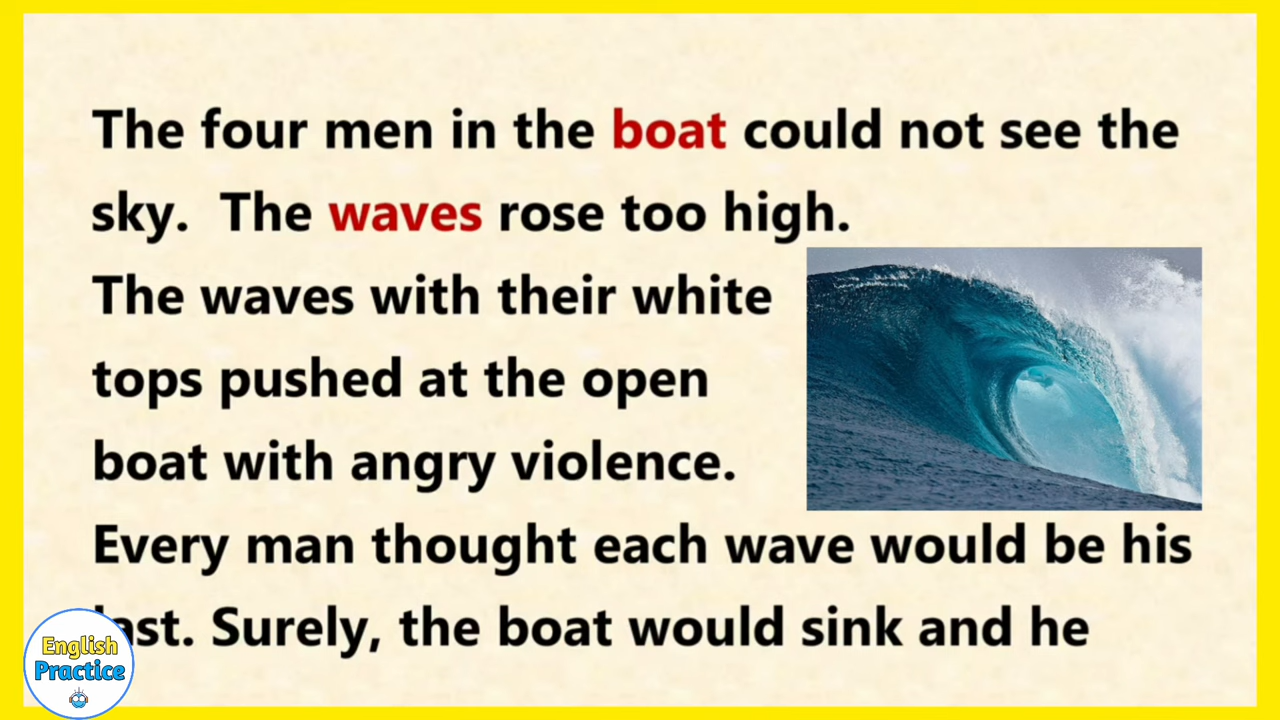 The four men in the boat could not see the
sky. The waves rose too high.
The waves with their white
tops pushed at the open
boat with angry violence.
Every man thought each wave would be his
last. Surely, the boat would sink and he
English
Practice